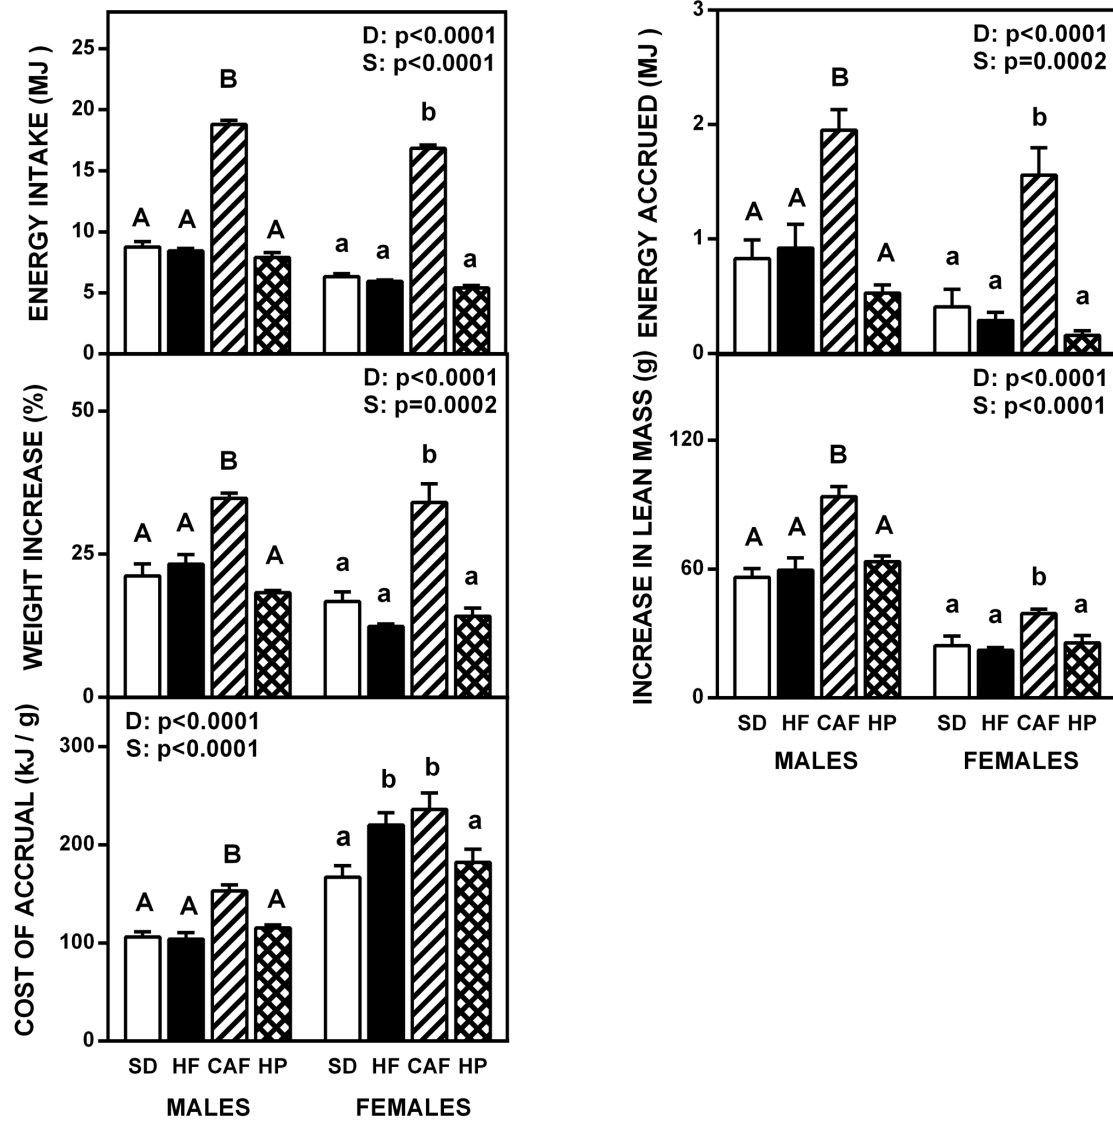 ENERGY INTAKE (MJ )
25
20
15
10
5
0
D: p<0.0001
S: p<0.0001
A
A
B
A
a
a
b
a
WEIGHT INCREASE (%)
50
25
0
D: p<0.0001
S: p=0.0002
A
A
B
A
a
a
b
a
COST OF ACCRUAL (kJ / g)
300
200
100
0
D: p<0.0001
S: p<0.0001
A
A
B
A
a
b
b
a
SD HF CAF HP SD HF CAF HP
MALES FEMALES
ENERGY ACCRUED (MJ )
3
2
1
0
D: p<0.0001
S: p=0.0002
A
A
B
A
a
a
b
a
INCREASE IN LEAN MASS (g)
120
60
0
D: p<0.0001
S: p<0.0001
A
A
B
A
a
a
b
a
SD HF CAF HP SD HF CAF HP
MALES FEMALES